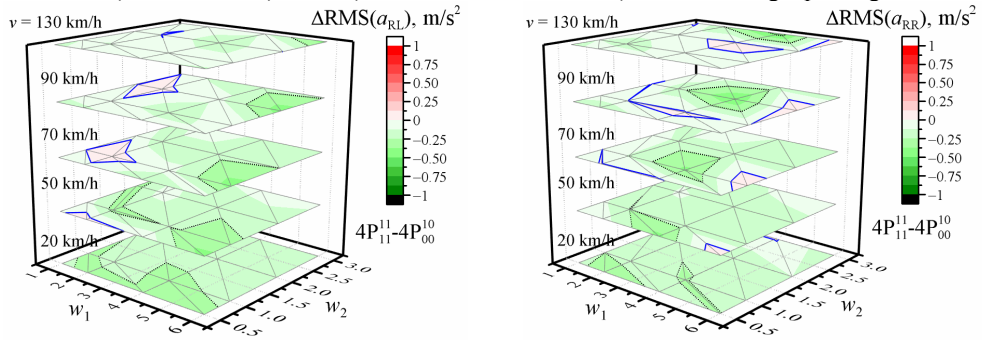 v = 130 km/h
90 km/h
70 km/h
50 km/h
20 km/h
ΔRMS(aRL), m/s²
1
0.75
0.50
0.25
0
−0.25
−0.50
−0.75
−1
4P¹¹₁₁-4P¹⁰₀₀
1
2
3
4
5
6
w₁
0.5
1.0
1.5
2.0
2.5
3.0
w₂
v = 130 km/h
90 km/h
70 km/h
50 km/h
20 km/h
ΔRMS(aRR), m/s²
1
0.75
0.50
0.25
0
−0.25
−0.50
−0.75
−1
4P¹¹₁₁-4P¹⁰₀₀
1
2
3
4
5
6
w₁
0.5
1.0
1.5
2.0
2.5
3.0
w₂